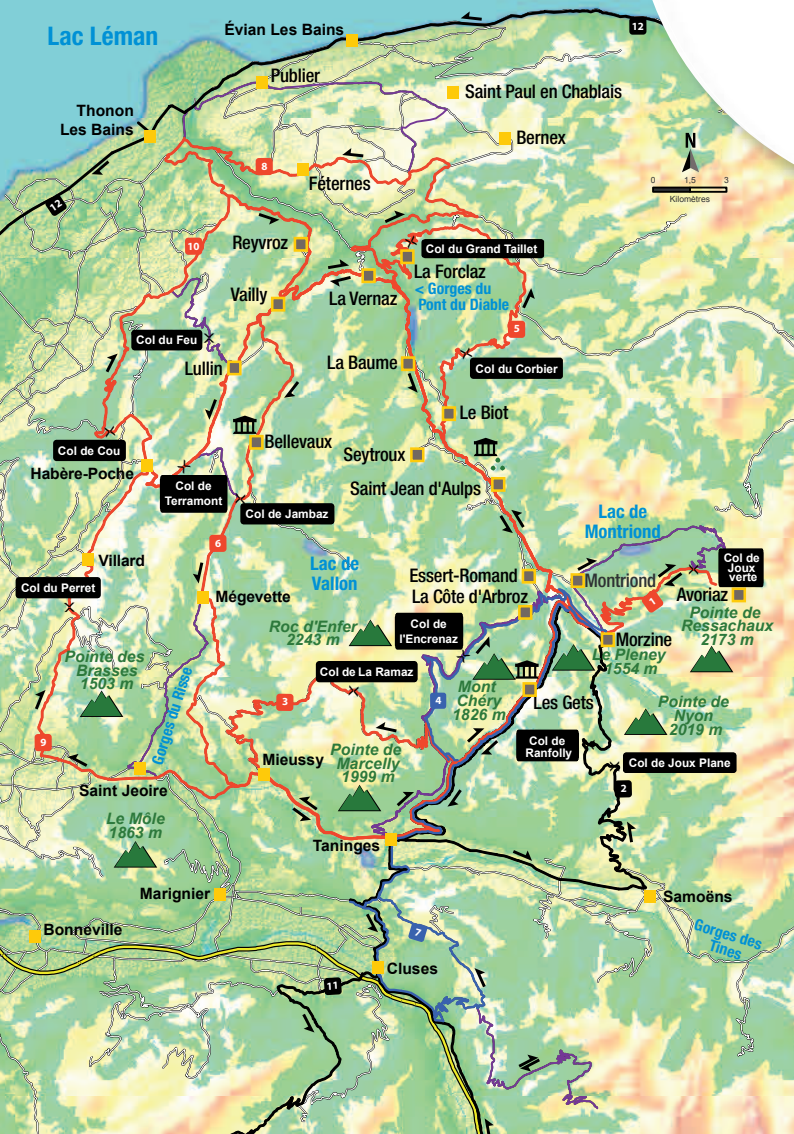 Lac Léman
Évian Les Bains
12
Publier
Saint Paul en Chablais
Thonon
Les Bains
Bernex
N
0 1,5 3
Kilomètres
8
Féternes
12
10
Reyvroz
Col du Grand Taillet
La Forclaz
< Gorges du
Pont du Diable
Vailly
La Vernaz
5
Col du Feu
Lullin
La Baume
Col du Corbier
Le Biot
Col de Cou
Bellevaux
Seytroux
Habère-Poche
Col de
Terramont
Saint Jean d'Aulps
Col de Jambaz
Lac de
Montriond
6
Villard
Lac de
Vallon
Col de
Joux
verte
Essert-Romand
Montriond
Col du Perret
Mégevette
La Côte d'Arbroz
1
Avoriaz
Pointe de
Ressachaux
2173 m
Roc d'Enfer
2243 m
Col de
l'Encrenaz
Morzine
Le Pleney
1554 m
Pointe des
Brasses
1503 m
Col de La Ramaz
3
4
Mont
Chéry
1826 m
Les Gets
Pointe de
Nyon
2019 m
Gorges du Risse
9
Pointe de
Marcelly
1999 m
Col de
Ranfolly
Col de Joux Plane
Mieussy
2
Saint Jeoire
Le Môle
1863 m
Taninges
Marignier
Samoëns
Bonneville
7
Gorges des
Tines
Cluses
11